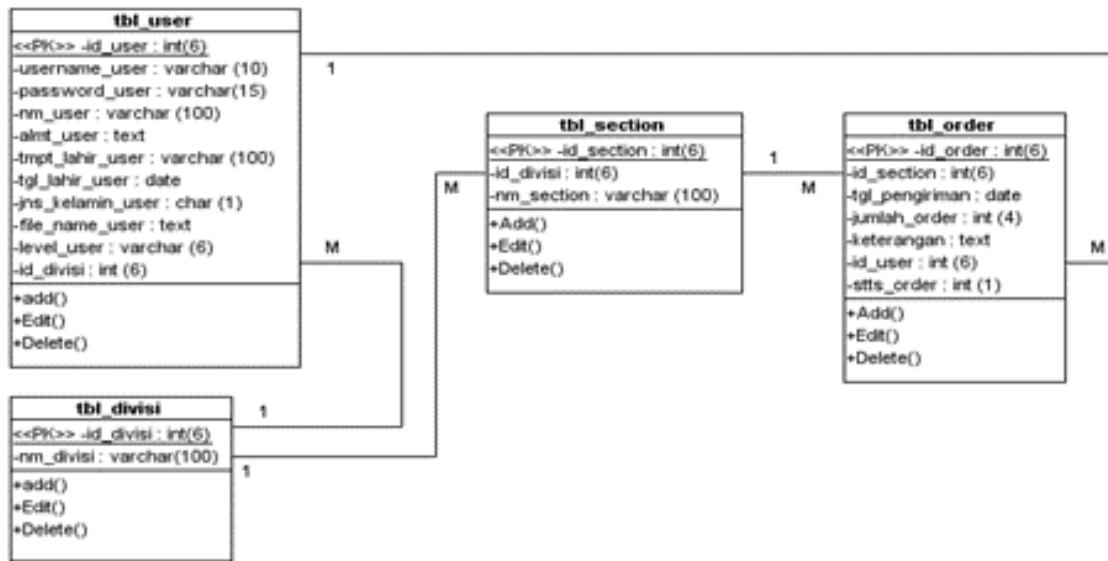 tbl_user
<<PK>> -id_user : int(6)
-username_user : varchar (10)
-password_user : varchar(15)
-nm_user : varchar (100)
-almt_user : text
-tmpt_lahir_user : varchar (100)
-tgl_lahir_user : date
-jns_kelamin_user : char (1)
-file_name_user : text
-level_user : varchar (6)
-id_divisi : int (6)
+add()
+Edit()
+Delete()
1
M
tbl_divisi
<<PK>> -id_divisi : int(6)
-nm_divisi : varchar(100)
+add()
+Edit()
+Delete()
1
1
M
tbl_section
<<PK>> -id_section : int(6)
-id_divisi : int(6)
-nm_section : varchar (100)
+Add()
+Edit()
+Delete()
1
M
tbl_order
<<PK>> -id_order : int(6)
-id_section : int(6)
-tgl_pengiriman : date
-jumlah_order : int (4)
-keterangan : text
-id_user : int (6)
-stts_order : int (1)
+Add()
+Edit()
+Delete()
M